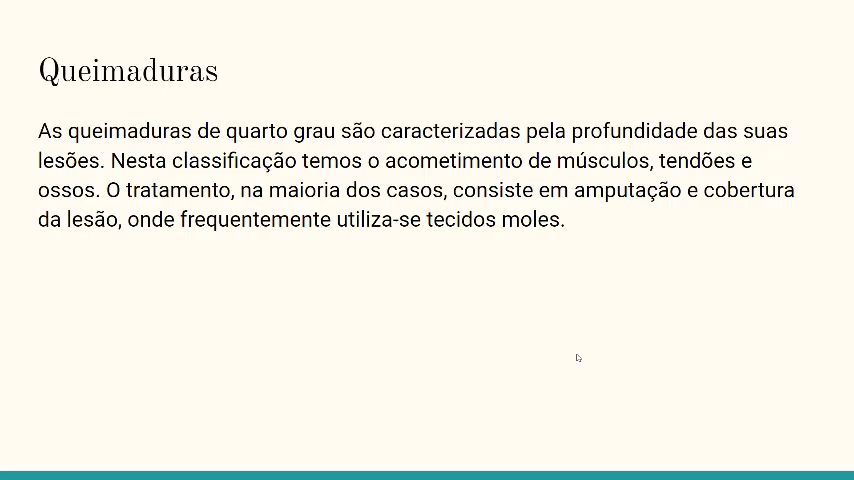 Queimaduras
As queimaduras de quarto grau são caracterizadas pela profundidade das suas
lesões. Nesta classificação temos o acometimento de músculos, tendões e
ossos. O tratamento, na maioria dos casos, consiste em amputação e cobertura
da lesão, onde frequentemente utiliza-se tecidos moles.